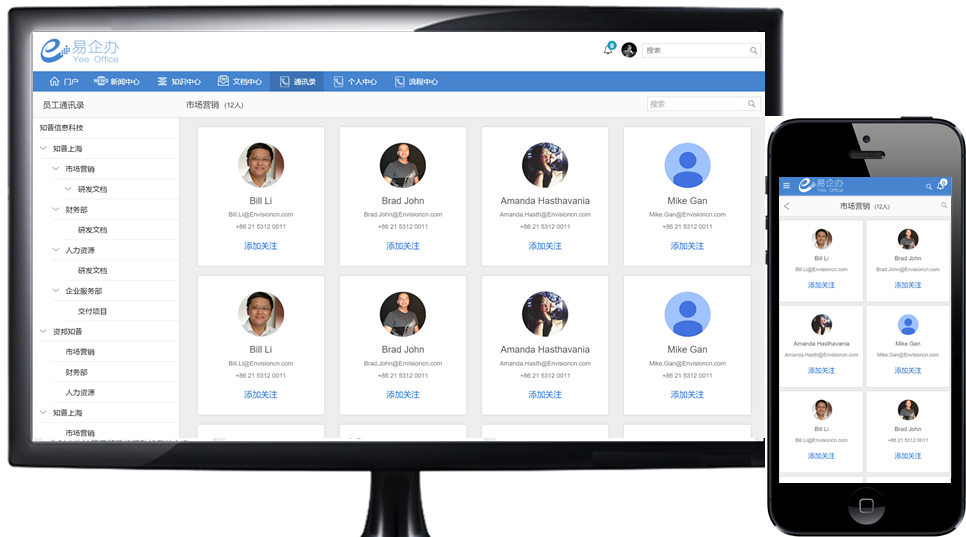 易企办
Yee Office
0
搜索
门户 NEWS 新闻中心 知识中心 文档中心 通讯录 个人中心 流程中心
员工通讯录
市场营销 (12人)
搜索
知普信息科技
知普上海
市场营销
研发文档
财务部
研发文档
人力资源
研发文档
企业服务部
交付项目
资邦知普
市场营销
财务部
人力资源
知普上海
市场营销
Bill Li
Bill.Li@Envisioncn.com
+86 21 5312 0011
添加关注
Brad John
Brad.John@Envisioncn.com
+86 21 5312 0011
添加关注
Amanda Hasthavania
Amanda.Hasth@Envisioncn.com
+86 21 5312 0011
添加关注
Mike Gan
Mike.Gan@Envisioncn.com
+86 21 5312 0011
添加关注
Bill Li
Bill.Li@Envisioncn.com
+86 21 5312 0011
添加关注
Brad John
Brad.John@Envisioncn.com
+86 21 5312 0011
添加关注
Amanda Hasthavania
Amanda.Hasth@Envisioncn.com
+86 21 5312 0011
添加关注
Mike Gan
Mike.Gan@Envisioncn.com
+86 21 5312 0011
添加关注
易企办
Yee Office
0
市场营销 (12人)
Bill Li
Bill.Li@Envisioncn.com
添加关注
Brad John
Brad.John@Envisioncn.com
添加关注
Amanda Hasthavania
Amanda.Hasth@Envisioncn.com
添加关注
Mike Gan
Mike.Gan@Envisioncn.com
添加关注
Bill Li
Bill.Li@Envisioncn.com
添加关注
Brad John
+86 21 5312 0011
添加关注